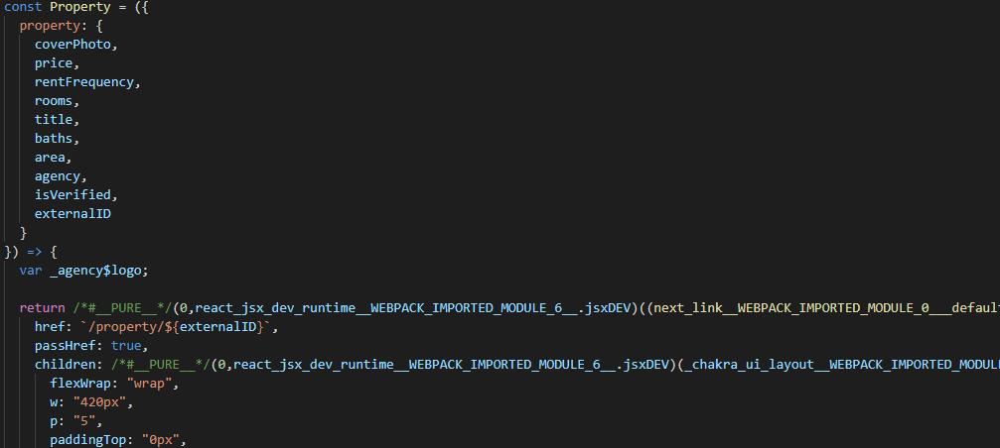 const Property = ({
property: {
coverPhoto,
price,
rentFrequency,
rooms,
title,
baths,
area,
agency,
isVerified,
externalID
}
}) => {
var _agency$logo;
return /*#__PURE__*/(0,react_jsx_dev_runtime__WEBPACK_IMPORTED_MODULE_6__.jsxDEV)((next_link__WEBPACK_IMPORTED_MODULE_0___default
href: `/property/${externalID}`,
passHref: true,
children: /*#__PURE__*/(0,react_jsx_dev_runtime__WEBPACK_IMPORTED_MODULE_6__.jsxDEV)(_chakra_ui_layout__WEBPACK_IMPORTED_MODULE
flexWrap: "wrap",
w: "420px",
p: "5",
paddingTop: "0px",